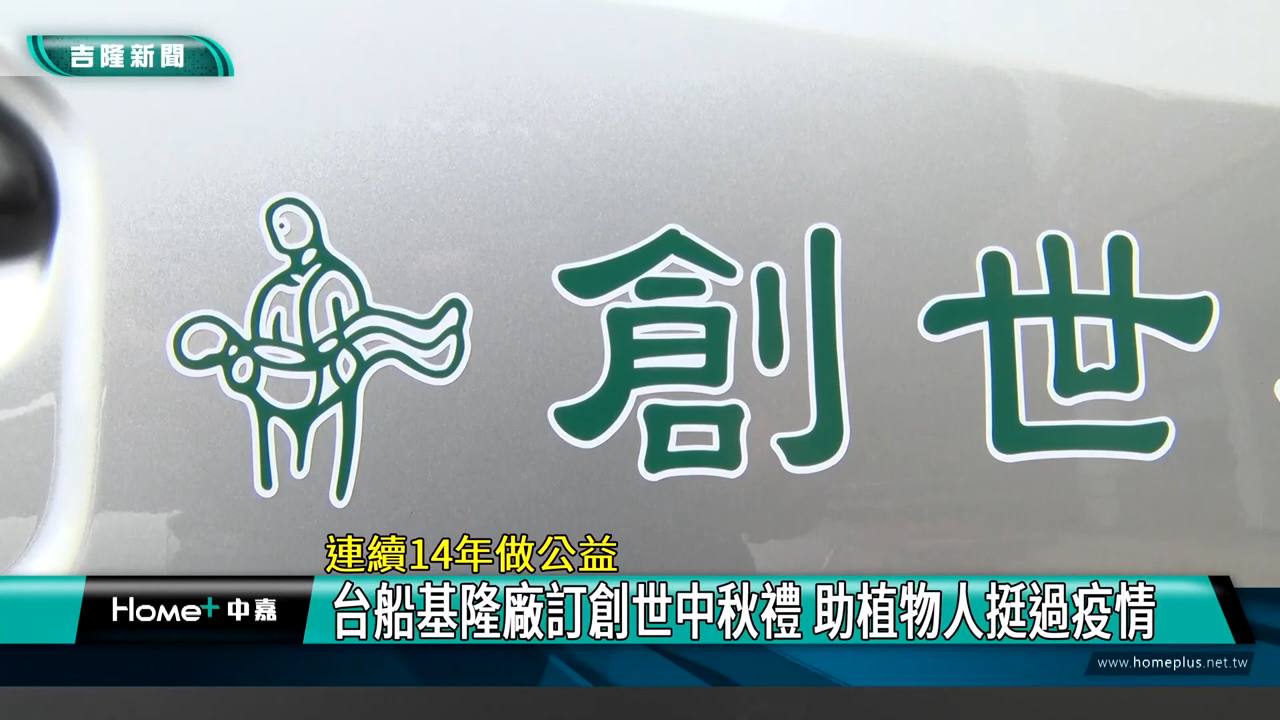 吉隆新聞
創世
連續14年做公益
台船基隆廠訂創世中秋禮 助植物人挺過疫情
Home+中嘉
www.homeplus.net.tw